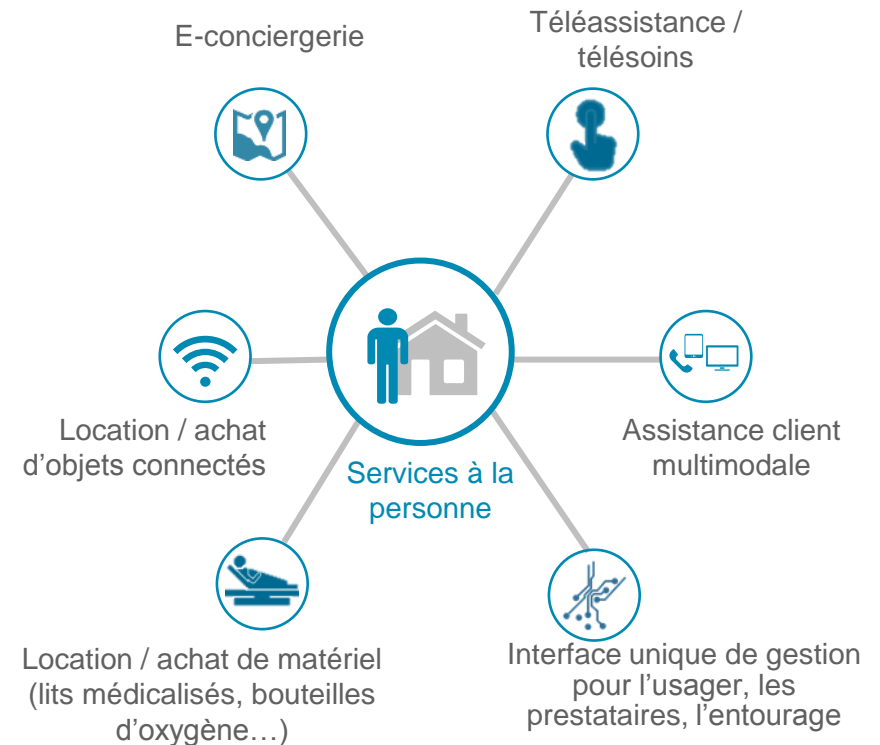 E-conciergerie
Téléassistance /
télésoins
Location / achat
d’objets connectés
Services à la
personne
Assistance client
multimodale
Location / achat de matériel
(lits médicalisés, bouteilles
d’oxygène…)
Interface unique de gestion
pour l’usager, les
prestataires, l’entourage